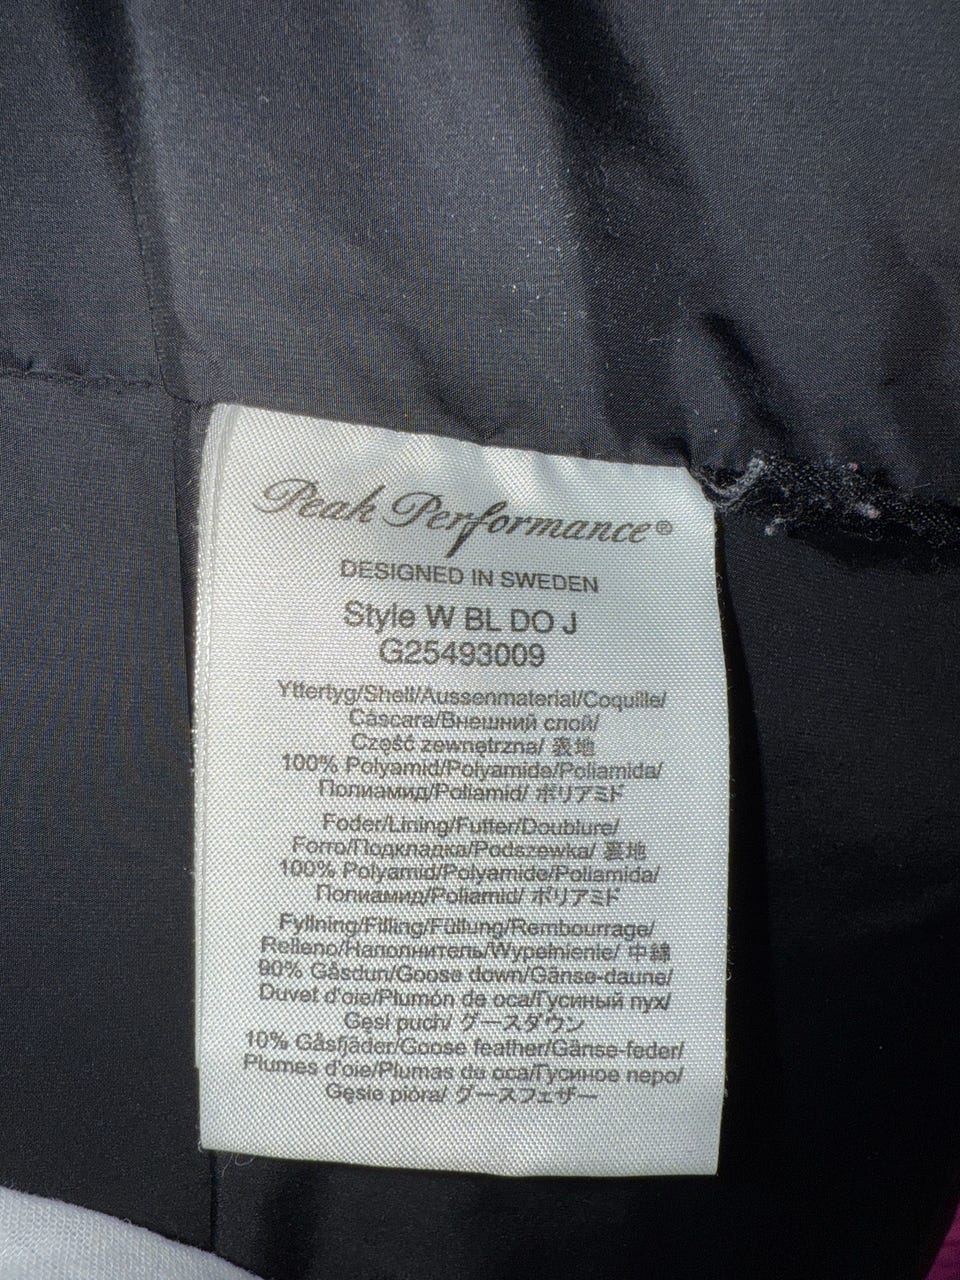 Peak Performance®
DESIGNED IN SWEDEN
Style W BL DO J
G25493009
Yttertyg/Shell/Aussenmaterial/Coquille/
Cáscara/Внешний слой/
Część zewnętrzna/ 表地
100% Polyamid/Polyamide/Poliamida/
Полиамид/Poliamid/ ポリアミド
Foder/Lining/Futter/Doublure/
Forro/Подкладка/Podszewka/ 裏地
100% Polyamid/Polyamide/Poliamida/
Полиамид/Poliamid/ ポリアミド
Fyllning/Filling/Füllung/Rembourrage/
Relleno/Наполнитель/Wypełnienie/ 中綿
90% Gåsdun/Goose down/Gänse-daune/
Duvet d'oie/Plumón de oca/Гусиный пух/
Gęsi puch/ グースダウン
10% Gåsfjäder/Goose feather/Gänse-feder/
Plumes d'oie/Plumas de oca/Гусиное перо/
Gęsie pióra/ グースフェザー